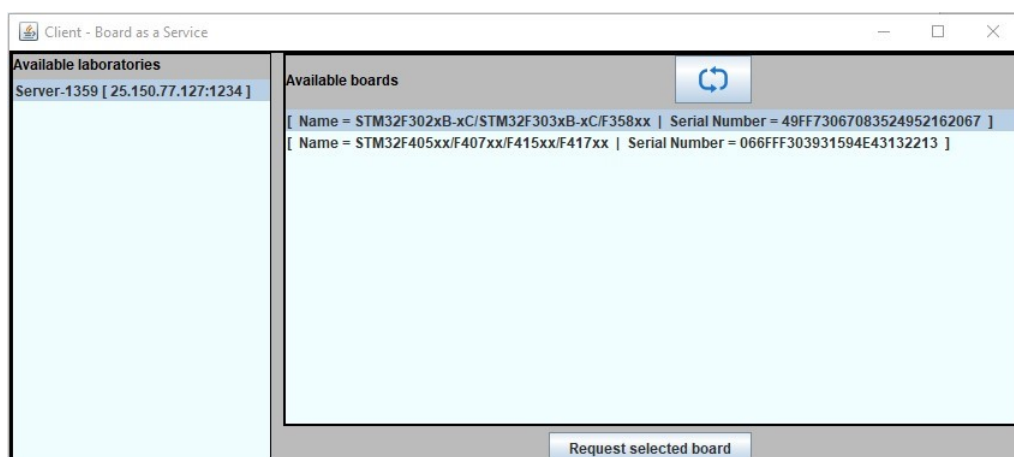 Client - Board as a Service
Available laboratories
Server-1359 [ 25.150.77.127:1234 ]
Available boards
[ Name = STM32F302xB-xC/STM32F303xB-xC/F358xx | Serial Number = 49FF73067083524952162067 ]
[ Name = STM32F405xx/F407xx/F415xx/F417xx | Serial Number = 066FFF303931594E43132213 ]
Request selected board